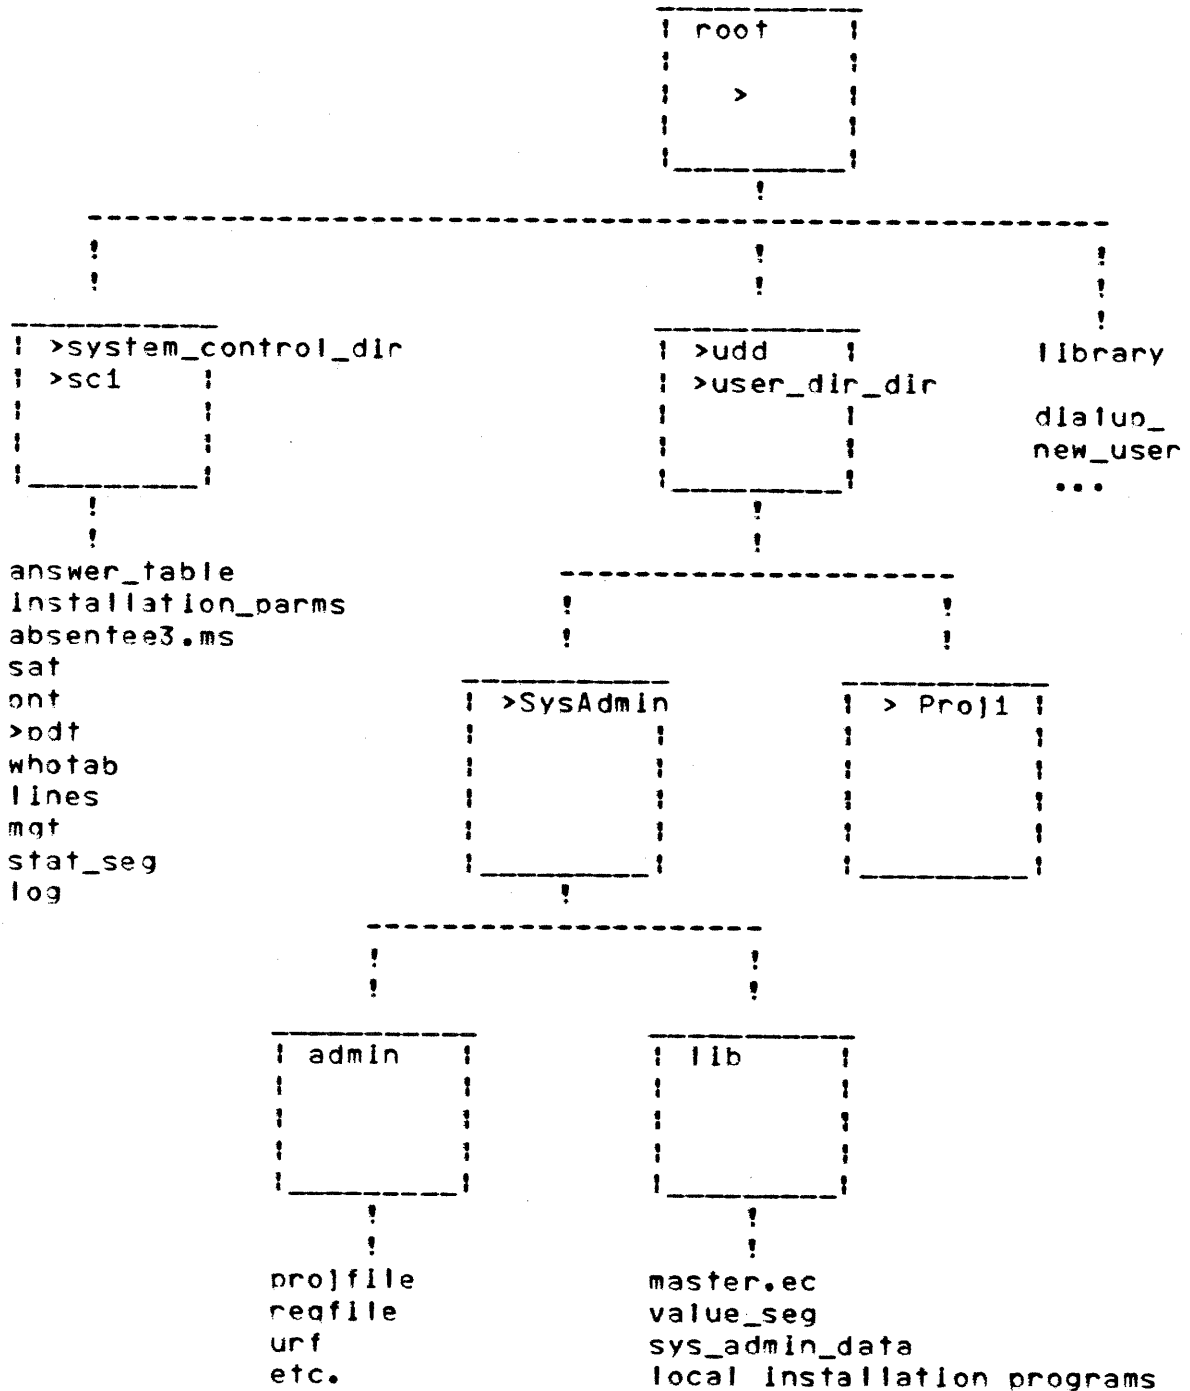 root
>
>system_control_dir
>sc1
>udd
>user_dir_dir
library
dialup_
new_user
...
answer_table
installation_parms
absentee3.ms
sat
pnt
>pdt
whotab
lines
mgt
stat_seg
log
>SysAdmin
> Proj1
admin
lib
projfile
reqfile
urf
etc.
master.ec
value_seg
sys_admin_data
local installation programs